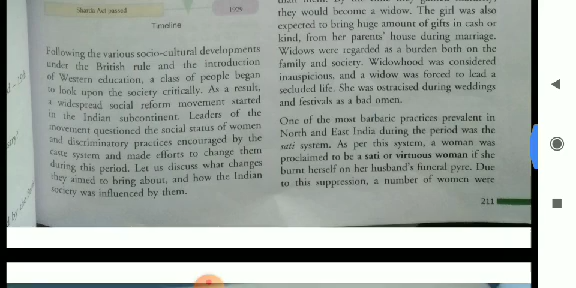 Sharda Act passed
1929
Timeline
Following the various socio-cultural developments
under the British rule and the introduction
of Western education, a class of people began
to look upon the society critically. As a result,
a widespread social reform movement started
in the Indian subcontinent. Leaders of the
movement questioned the social status of women
and discriminatory practices encouraged by the
caste system and made efforts to change them
during this period. Let us discuss what changes
they aimed to bring about, and how the Indian
society was influenced by them.
they would become a widow. The girl was also
expected to bring huge amount of gifts in cash or
kind, from her parents' house during marriage.
Widows were regarded as a burden both on the
family and society. Widowhood was considered
inauspicious, and a widow was forced to lead a
secluded life. She was ostracised during weddings
and festivals as a bad omen.
One of the most barbaric practices prevalent in
North and East India during the period was the
sati system. As per this system, a woman was
proclaimed to be a sati or virtuous woman if she
burnt herself on her husband's funeral pyre. Due
to this suppression, a number of women were
211